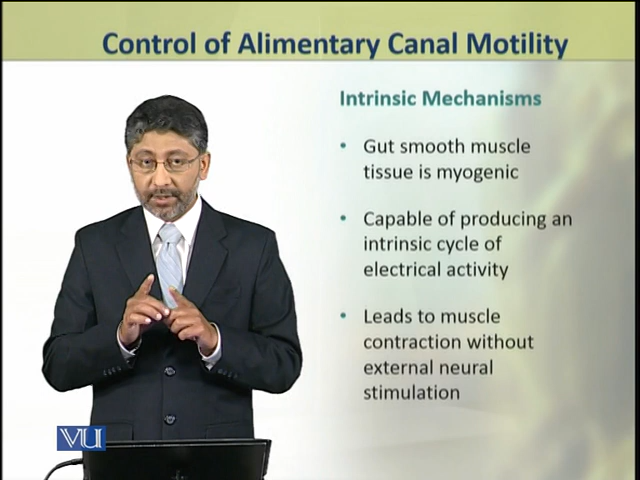 Control of Alimentary Canal Motility
Intrinsic Mechanisms
• Gut smooth muscle
tissue is myogenic
• Capable of producing an
intrinsic cycle of
electrical activity
• Leads to muscle
contraction without
external neural
stimulation
VU